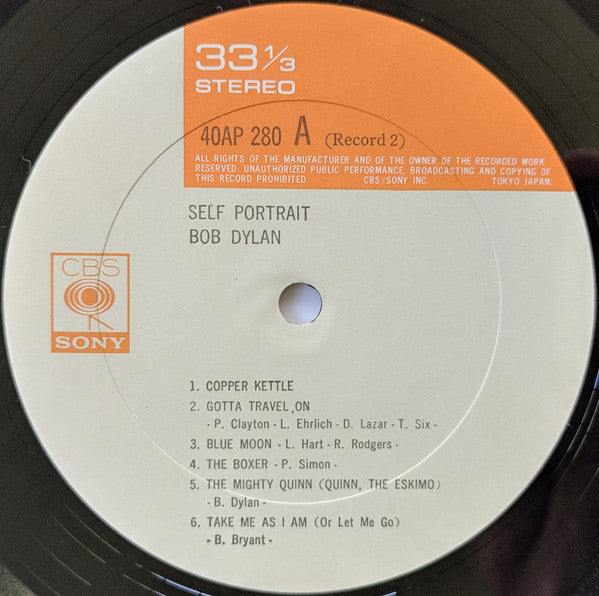 33 1/3
STEREO
40AP 280 A (Record 2)
ALL RIGHTS OF THE MANUFACTURER AND OF THE OWNER OF THE RECORDED WORK
RESERVED. UNAUTHORIZED PUBLIC PERFORMANCE, BROADCASTING AND COPYING OF
THIS RECORD PROHIBITED. CBS/SONY INC. TOKYO JAPAN.
SELF PORTRAIT
BOB DYLAN
CBS
SONY
1. COPPER KETTLE
2. GOTTA TRAVEL ON
- P. Clayton - L. Ehrlich - D. Lazar - T. Six -
3. BLUE MOON - L. Hart - R. Rodgers -
4. THE BOXER - P. Simon -
5. THE MIGHTY QUINN (QUINN, THE ESKIMO)
- B. Dylan -
6. TAKE ME AS I AM (Or Let Me Go)
- B. Bryant -